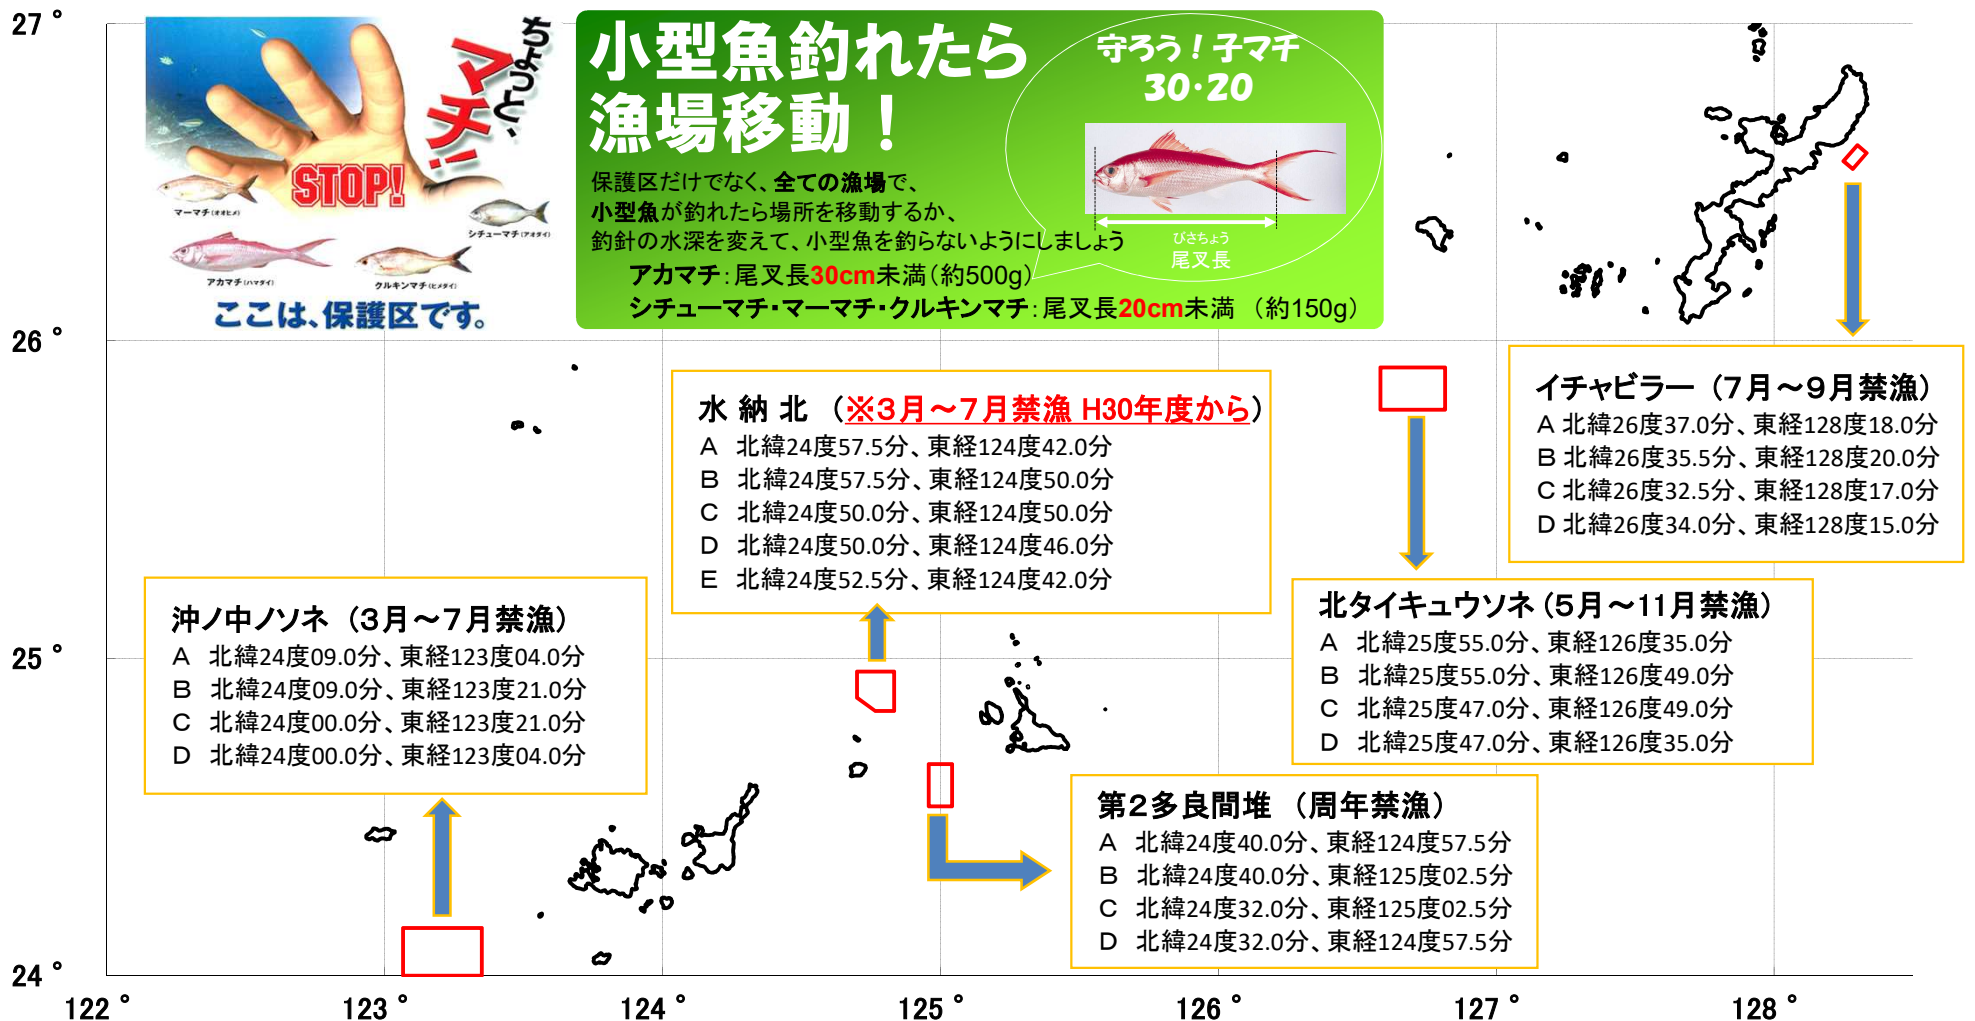 27°
26°
25°
24°
122°
123°
124°
125°
126°
127°
128°
ちょっと、
マチ!
STOP!
マーマチ(オオヒメ)
シチューマチ(アオダイ)
アカマチ(ハマダイ)
クルキンマチ(ヒメダイ)
ここは、保護区です。
小型魚釣れたら
漁場移動！
守ろう！子マチ
30・20
びさちょう
尾叉長
保護区だけでなく、全ての漁場で、
小型魚が釣れたら場所を移動するか、
釣針の水深を変えて、小型魚を釣らないようにしましょう
アカマチ：尾叉長30cm未満（約500g）
シチューマチ・マーマチ・クルキンマチ：尾叉長20cm未満 （約150g）
水 納 北 （※３月～７月禁漁 H30年度から）
A 北緯24度57.5分、東経124度42.0分
B 北緯24度57.5分、東経124度50.0分
C 北緯24度50.0分、東経124度50.0分
D 北緯24度50.0分、東経124度46.0分
E 北緯24度52.5分、東経124度42.0分
イチャビラー （７月～９月禁漁）
A 北緯26度37.0分、東経128度18.0分
B 北緯26度35.5分、東経128度20.0分
C 北緯26度32.5分、東経128度17.0分
D 北緯26度34.0分、東経128度15.0分
沖ノ中ノソネ （３月～７月禁漁）
A 北緯24度09.0分、東経123度04.0分
B 北緯24度09.0分、東経123度21.0分
C 北緯24度00.0分、東経123度21.0分
D 北緯24度00.0分、東経123度04.0分
北タイキュウソネ（５月～11月禁漁）
A 北緯25度55.0分、東経126度35.0分
B 北緯25度55.0分、東経126度49.0分
C 北緯25度47.0分、東経126度49.0分
D 北緯25度47.0分、東経126度35.0分
第２多良間堆 （周年禁漁）
A 北緯24度40.0分、東経124度57.5分
B 北緯24度40.0分、東経125度02.5分
C 北緯24度32.0分、東経125度02.5分
D 北緯24度32.0分、東経124度57.5分